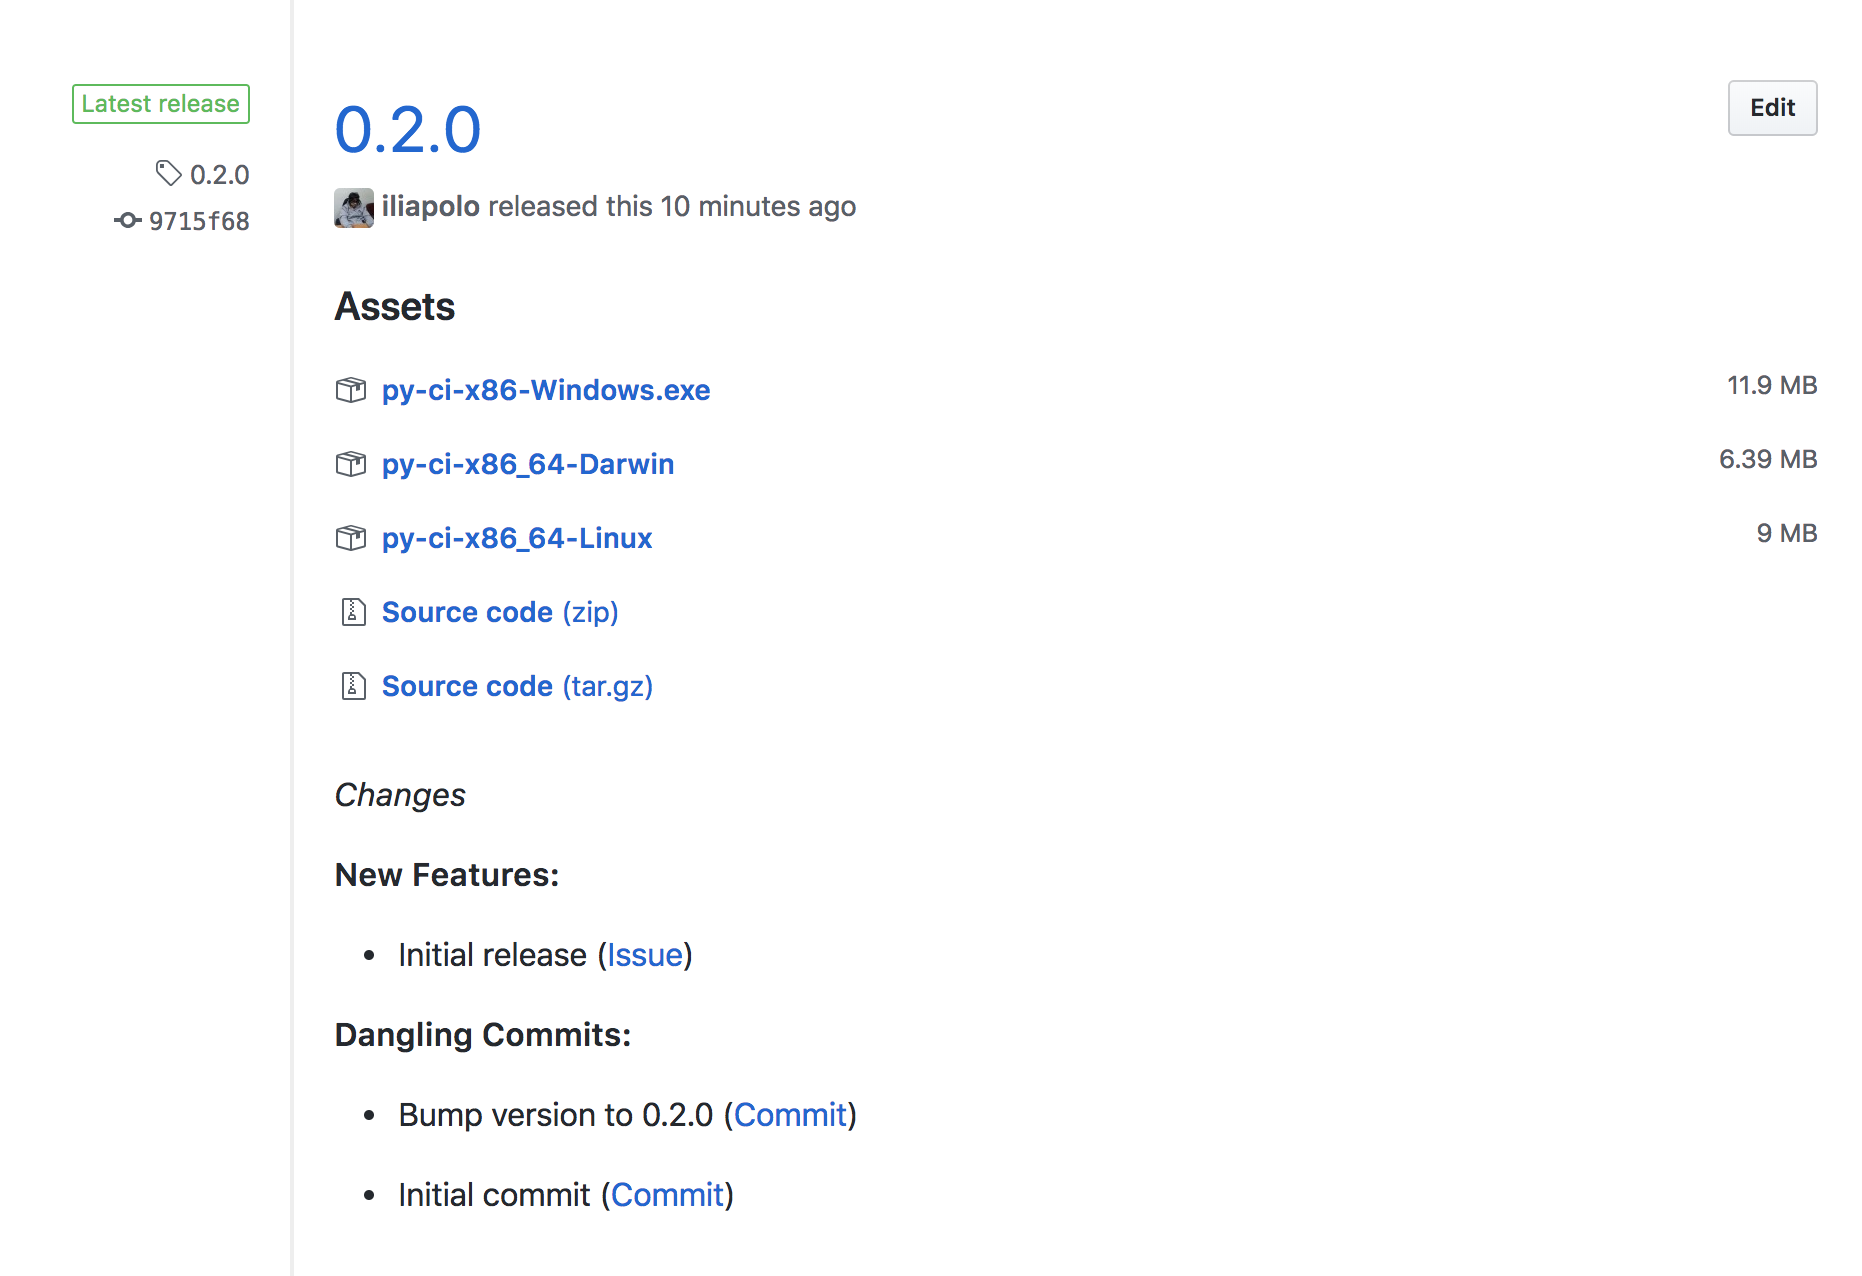 Latest release
0.2.0
9715f68
0.2.0
Edit
iliapolo released this 10 minutes ago
Assets
py-ci-x86-Windows.exe 11.9 MB
py-ci-x86_64-Darwin 6.39 MB
py-ci-x86_64-Linux 9 MB
Source code (zip)
Source code (tar.gz)
Changes
New Features:
• Initial release (Issue)
Dangling Commits:
• Bump version to 0.2.0 (Commit)
• Initial commit (Commit)